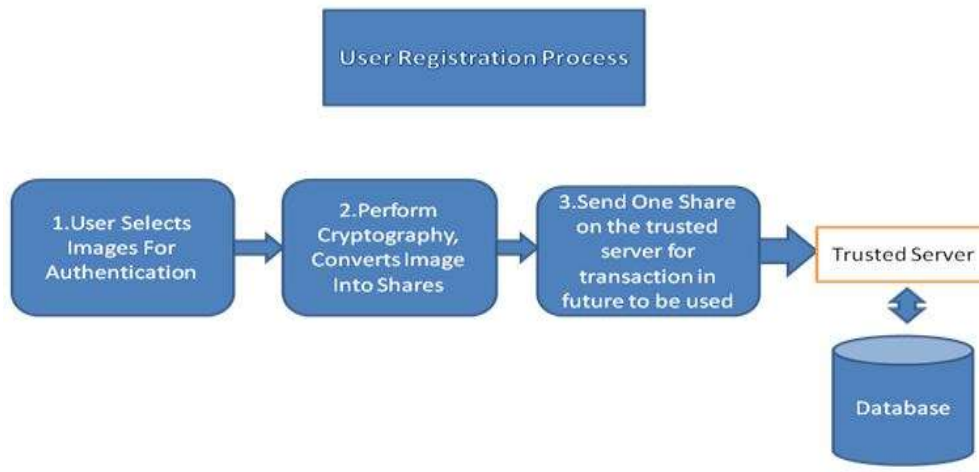 User Registration Process
1.User Selects
Images For
Authentication
2.Perform
Cryptography,
Converts Image
Into Shares
3.Send One Share
on the trusted
server for
transaction in
future to be used
Trusted Server
Database